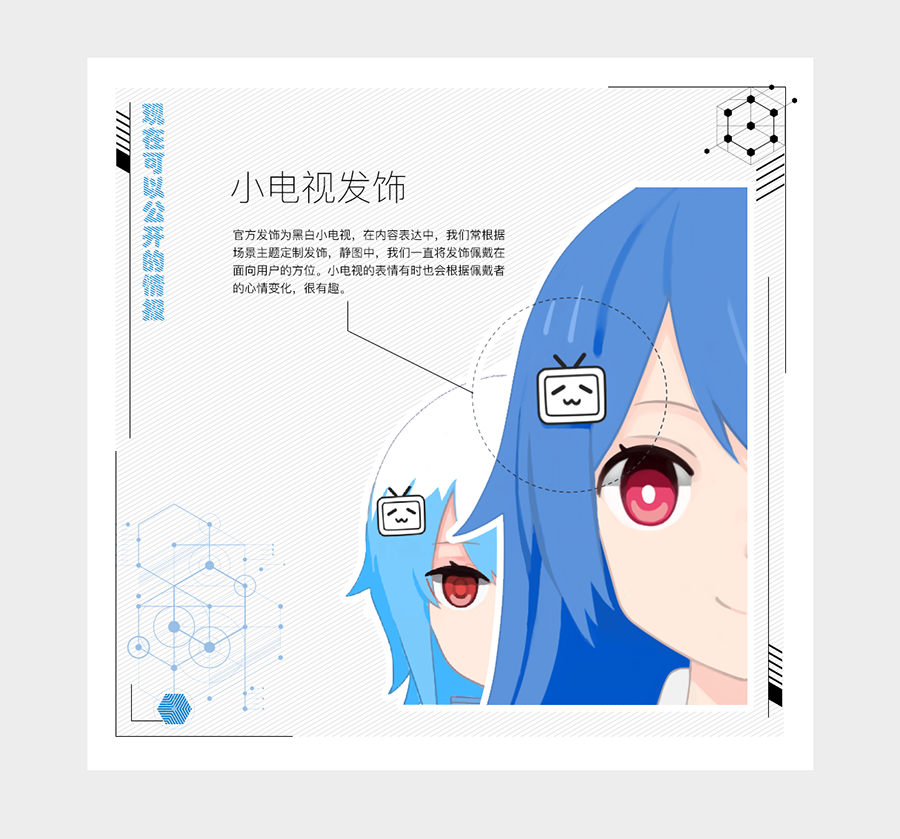 现在可以公开的情报
小电视发饰
官方发饰为黑白小电视，在内容表达中，我们常根据
场景主题定制发饰，静图中，我们一直将发饰佩戴在
面向用户的方位。小电视的表情有时也会根据佩戴者
的心情变化，很有趣。